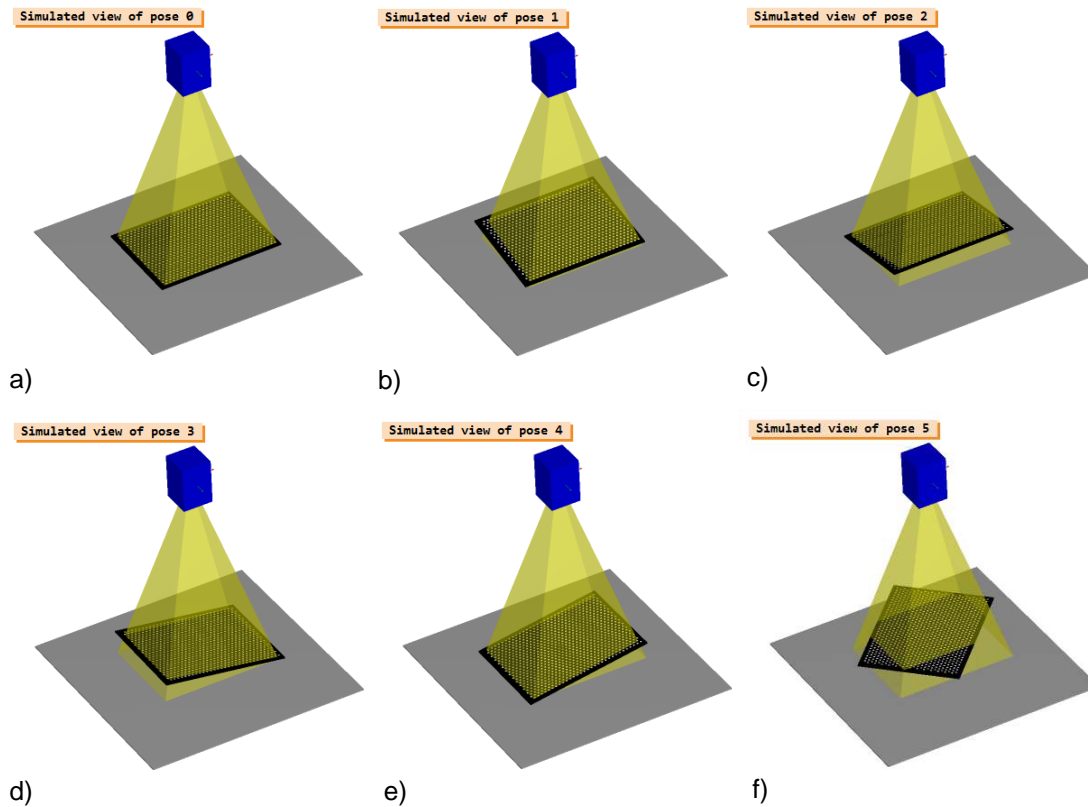 Simulated view of pose 0
Simulated view of pose 1
Simulated view of pose 2
a)
b)
c)
Simulated view of pose 3
Simulated view of pose 4
Simulated view of pose 5
d)
e)
f)